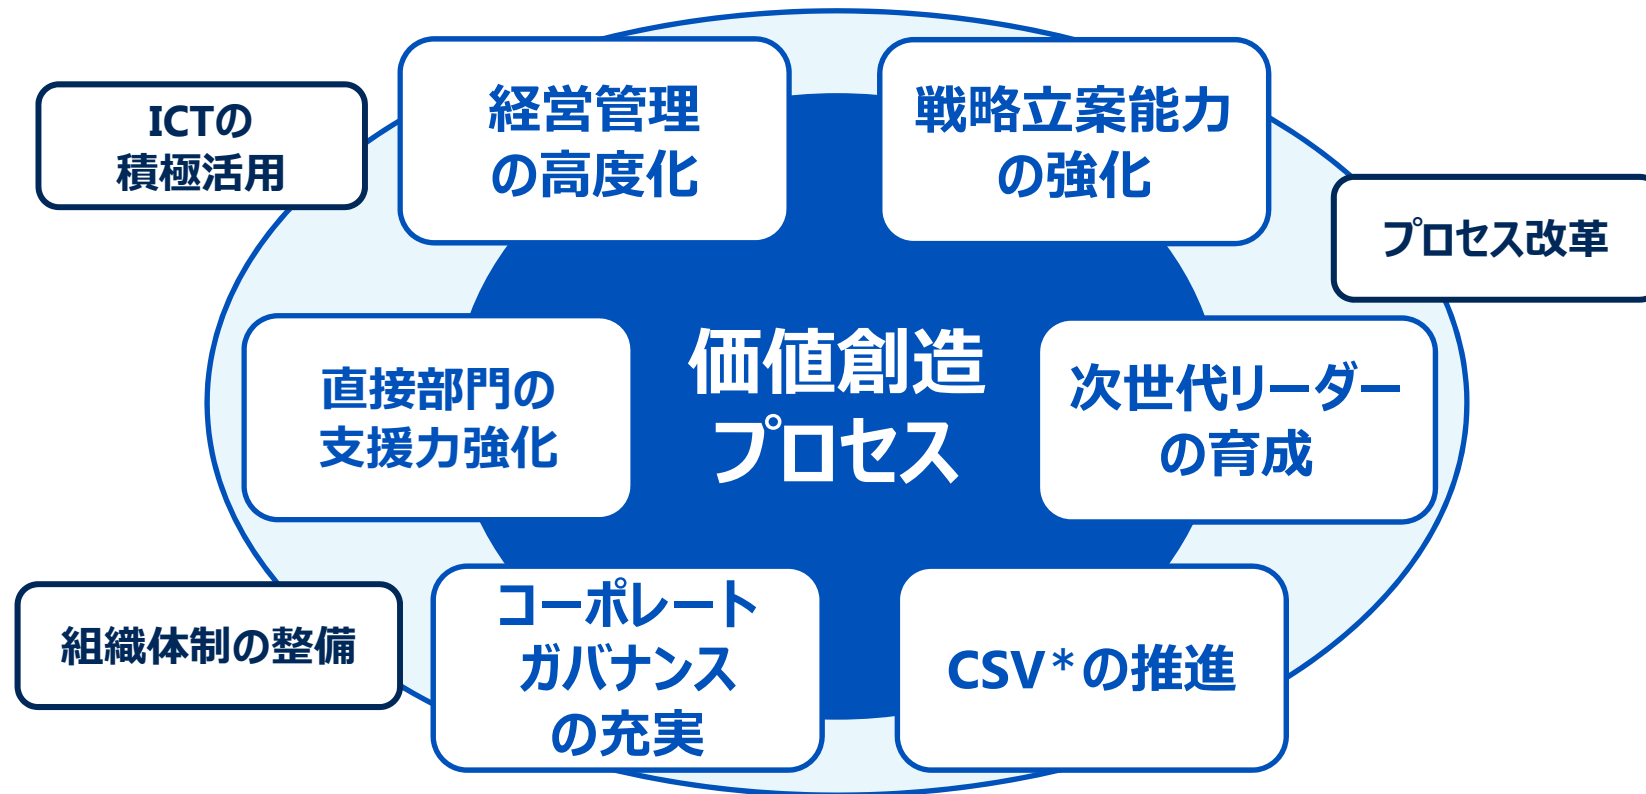 経営管理
の高度化
戦略立案能力
の強化
ICTの
積極活用
プロセス改革
直接部門の
支援力強化
価値創造
プロセス
次世代リーダー
の育成
組織体制の整備
コーポレート
ガバナンス
の充実
CSV*の推進